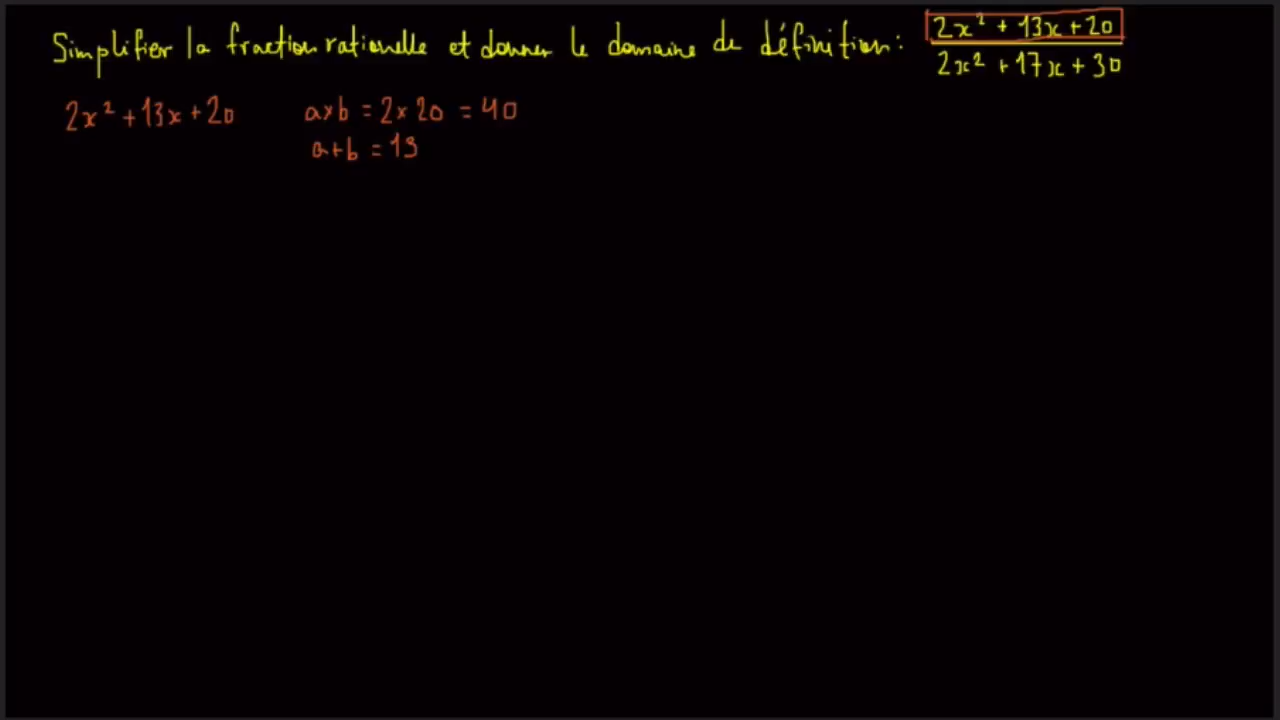 Simplifier la fraction rationelle et donner le domaine de définition :
2x² + 13x + 20
2x² + 17x + 30
2x² + 13x + 20 a×b = 2×20 = 40
a+b = 13